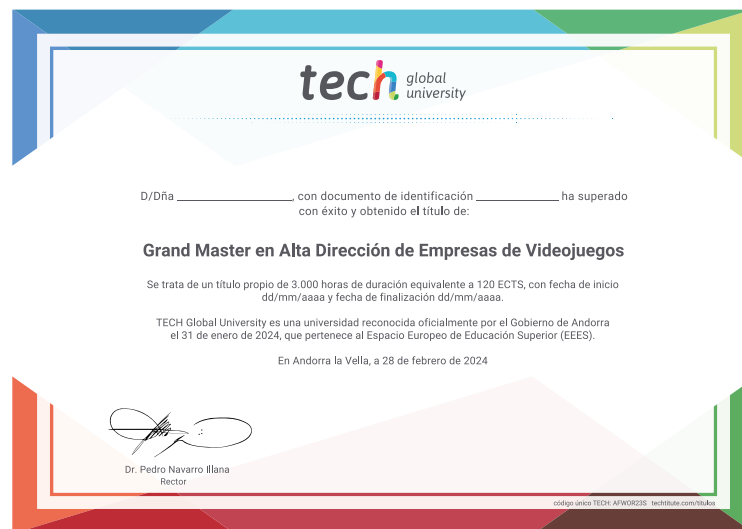 tech global university
D/Dña ____________, con documento de identificación ____________ ha superado
con éxito y obtenido el título de:
Grand Master en Alta Dirección de Empresas de Videojuegos
Se trata de un título propio de 3.000 horas de duración equivalente a 120 ECTS, con fecha de inicio
dd/mm/aaaa y fecha de finalización dd/mm/aaaa.
TECH Global University es una universidad reconocida oficialmente por el Gobierno de Andorra
el 31 de enero de 2024, que pertenece al Espacio Europeo de Educación Superior (EEES).
En Andorra la Vella, a 28 de febrero de 2024
Dr. Pedro Navarro Illana
Rector
código único TECH: AFWOR23S techtitute.com/titulos